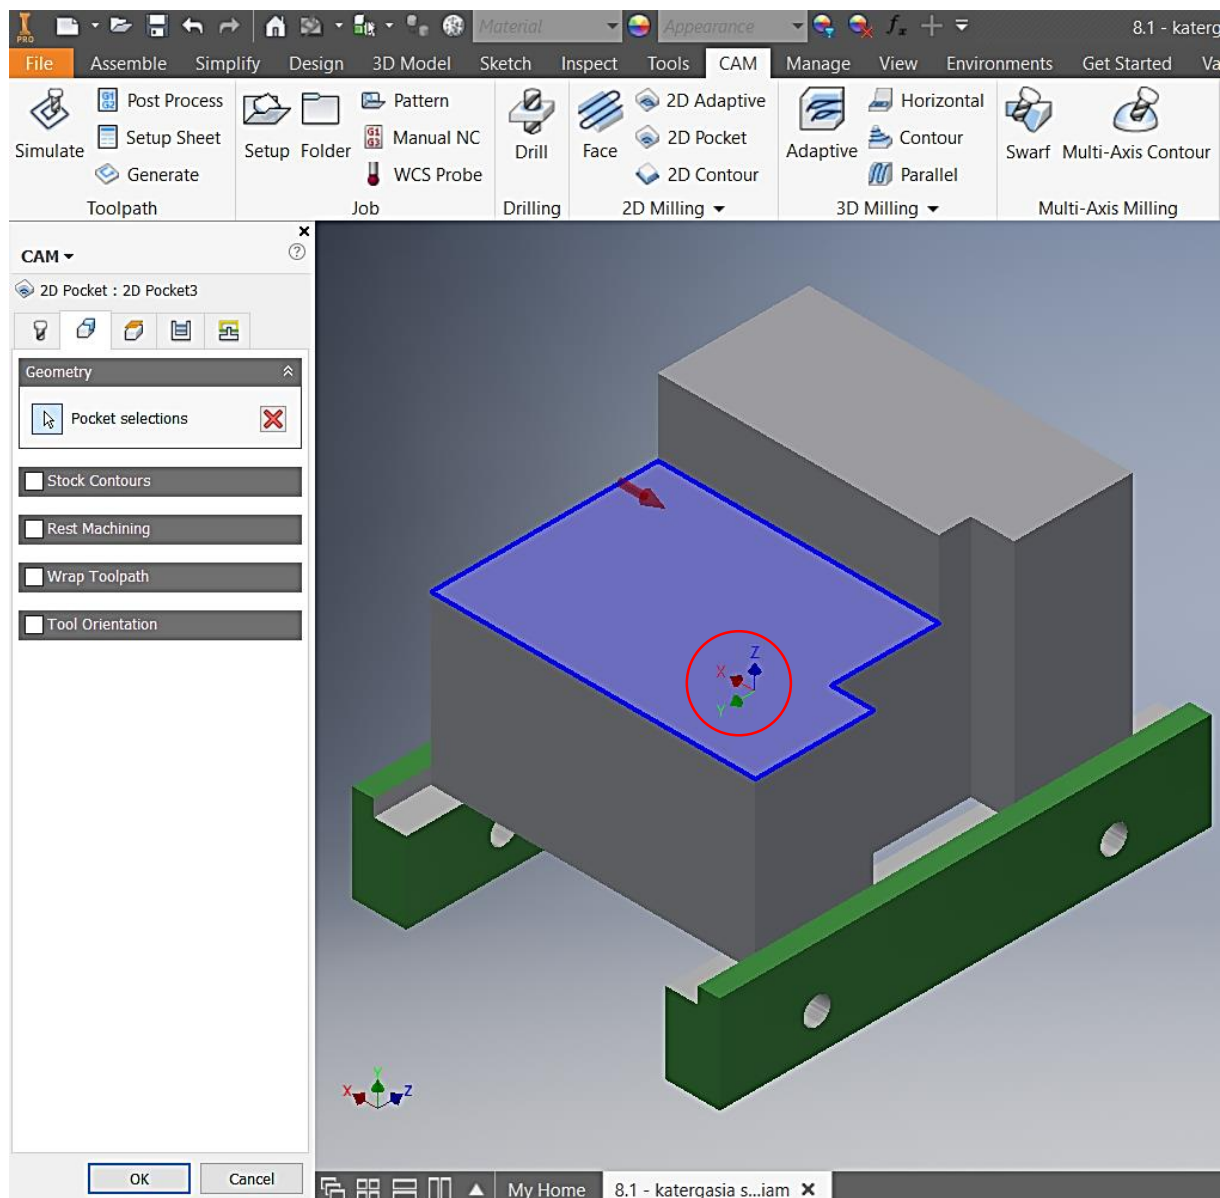 PRO Material Appearance fx 8.1 - katerg
File Assemble Simplify Design 3D Model Sketch Inspect Tools CAM Manage View Environments Get Started Va
Post Process Pattern 2D Adaptive Horizontal
Setup Sheet Manual NC 2D Pocket Contour
Simulate Setup Folder Drill Face Adaptive Swarf Multi-Axis Contour
Generate WCS Probe 2D Contour Parallel
Toolpath Job Drilling 2D Milling 3D Milling Multi-Axis Milling
CAM
2D Pocket : 2D Pocket3
Geometry
Pocket selections
Stock Contours
Rest Machining
Wrap Toolpath
Tool Orientation
Z
X
Y
Y
X Z
OK Cancel
My Home 8.1 - katergasia s...iam